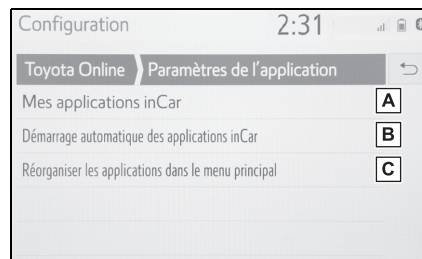 Configuration 2:31
Toyota Online Paramètres de l'application
Mes applications inCar A
Démarrage automatique des applications inCar B
Réorganiser les applications dans le menu principal C